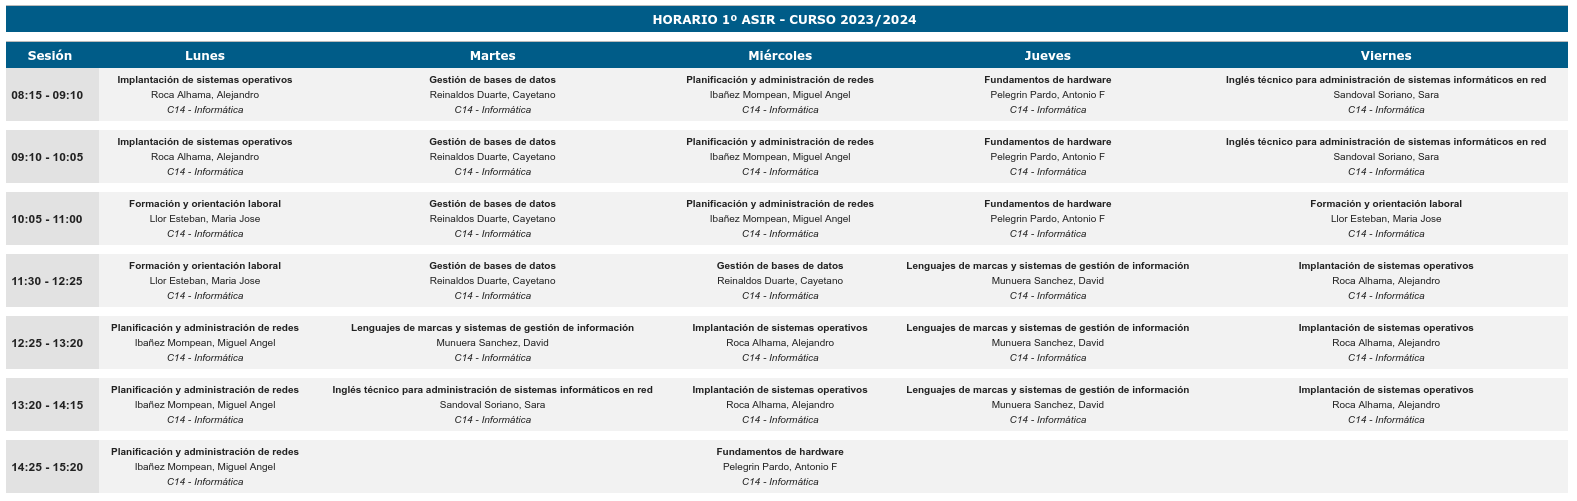 HORARIO 1º ASIR - CURSO 2023/2024
Sesión Lunes Martes Miércoles Jueves Viernes
Implantación de sistemas operativos Gestión de bases de datos Planificación y administración de redes Fundamentos de hardware Inglés técnico para administración de sistemas informáticos en red
08:15 - 09:10 Roca Alhama, Alejandro Reinaldos Duarte, Cayetano Ibañez Mompean, Miguel Angel Pelegrin Pardo, Antonio F Sandoval Soriano, Sara
C14 - Informática C14 - Informática C14 - Informática C14 - Informática C14 - Informática
Implantación de sistemas operativos Gestión de bases de datos Planificación y administración de redes Fundamentos de hardware Inglés técnico para administración de sistemas informáticos en red
09:10 - 10:05 Roca Alhama, Alejandro Reinaldos Duarte, Cayetano Ibañez Mompean, Miguel Angel Pelegrin Pardo, Antonio F Sandoval Soriano, Sara
C14 - Informática C14 - Informática C14 - Informática C14 - Informática C14 - Informática
Formación y orientación laboral Gestión de bases de datos Planificación y administración de redes Fundamentos de hardware Formación y orientación laboral
10:05 - 11:00 Llor Esteban, Maria Jose Reinaldos Duarte, Cayetano Ibañez Mompean, Miguel Angel Pelegrin Pardo, Antonio F Llor Esteban, Maria Jose
C14 - Informática C14 - Informática C14 - Informática C14 - Informática C14 - Informática
Formación y orientación laboral Gestión de bases de datos Gestión de bases de datos Lenguajes de marcas y sistemas de gestión de información Implantación de sistemas operativos
11:30 - 12:25 Llor Esteban, Maria Jose Reinaldos Duarte, Cayetano Reinaldos Duarte, Cayetano Munuera Sanchez, David Roca Alhama, Alejandro
C14 - Informática C14 - Informática C14 - Informática C14 - Informática C14 - Informática
Planificación y administración de redes Lenguajes de marcas y sistemas de gestión de información Implantación de sistemas operativos Lenguajes de marcas y sistemas de gestión de información Implantación de sistemas operativos
12:25 - 13:20 Ibañez Mompean, Miguel Angel Munuera Sanchez, David Roca Alhama, Alejandro Munuera Sanchez, David Roca Alhama, Alejandro
C14 - Informática C14 - Informática C14 - Informática C14 - Informática C14 - Informática
Planificación y administración de redes Inglés técnico para administración de sistemas informáticos en red Implantación de sistemas operativos Lenguajes de marcas y sistemas de gestión de información Implantación de sistemas operativos
13:20 - 14:15 Ibañez Mompean, Miguel Angel Sandoval Soriano, Sara Roca Alhama, Alejandro Munuera Sanchez, David Roca Alhama, Alejandro
C14 - Informática C14 - Informática C14 - Informática C14 - Informática C14 - Informática
Planificación y administración de redes Fundamentos de hardware
14:25 - 15:20 Ibañez Mompean, Miguel Angel Pelegrin Pardo, Antonio F
C14 - Informática C14 - Informática